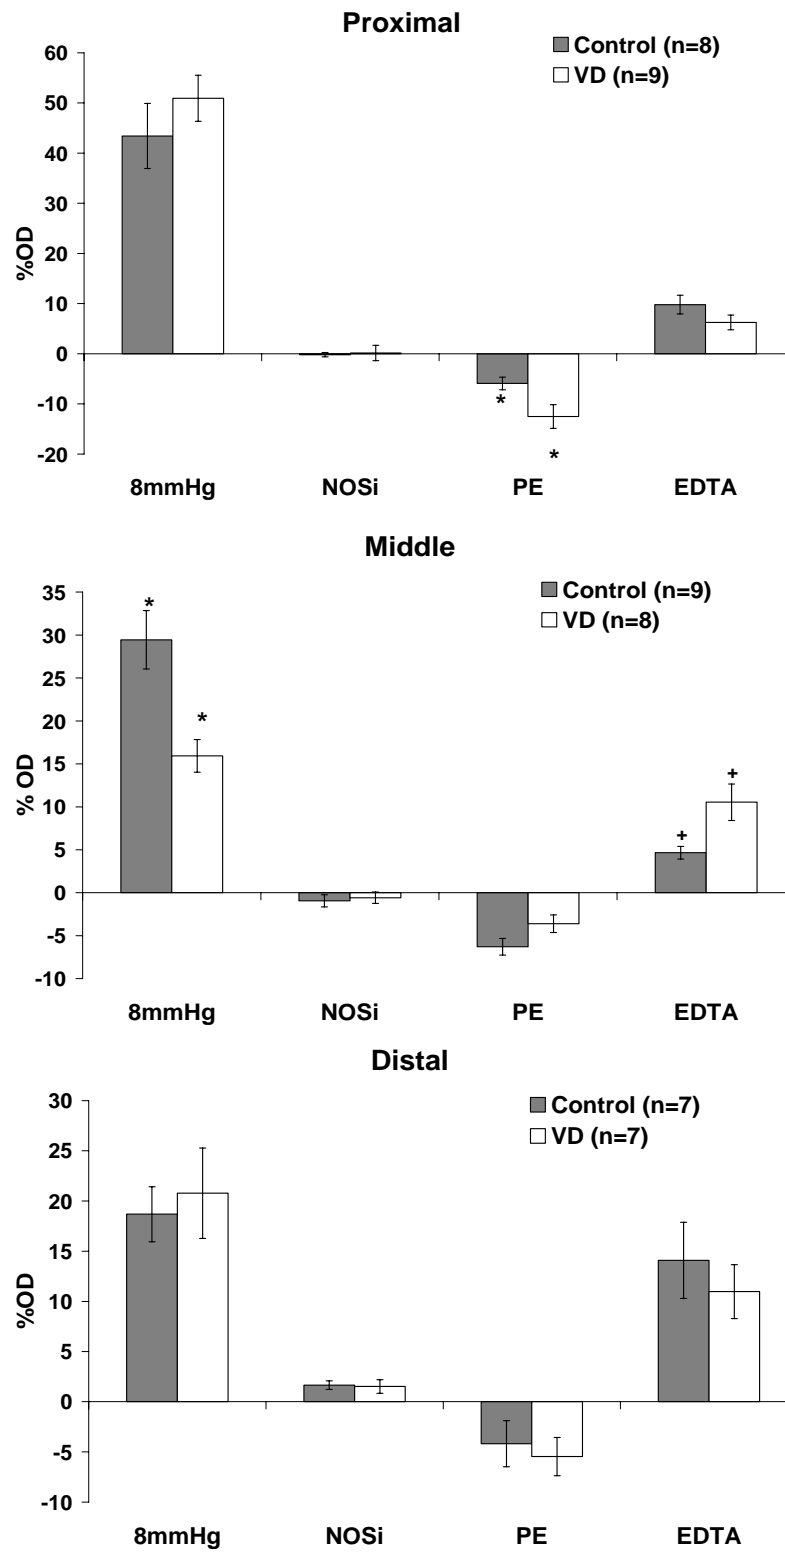 Proximal
Control (n=8)
VD (n=9)
60
50
40
30
20
10
0
-10
-20
%OD
*
*
8mmHg NOSi PE EDTA
Middle
Control (n=9)
VD (n=8)
35
30
25
20
15
10
5
0
-5
-10
% OD
*
*
+
+
8mmHg NOSi PE EDTA
Distal
Control (n=7)
VD (n=7)
30
25
20
15
10
5
0
-5
-10
%OD
8mmHg NOSi PE EDTA